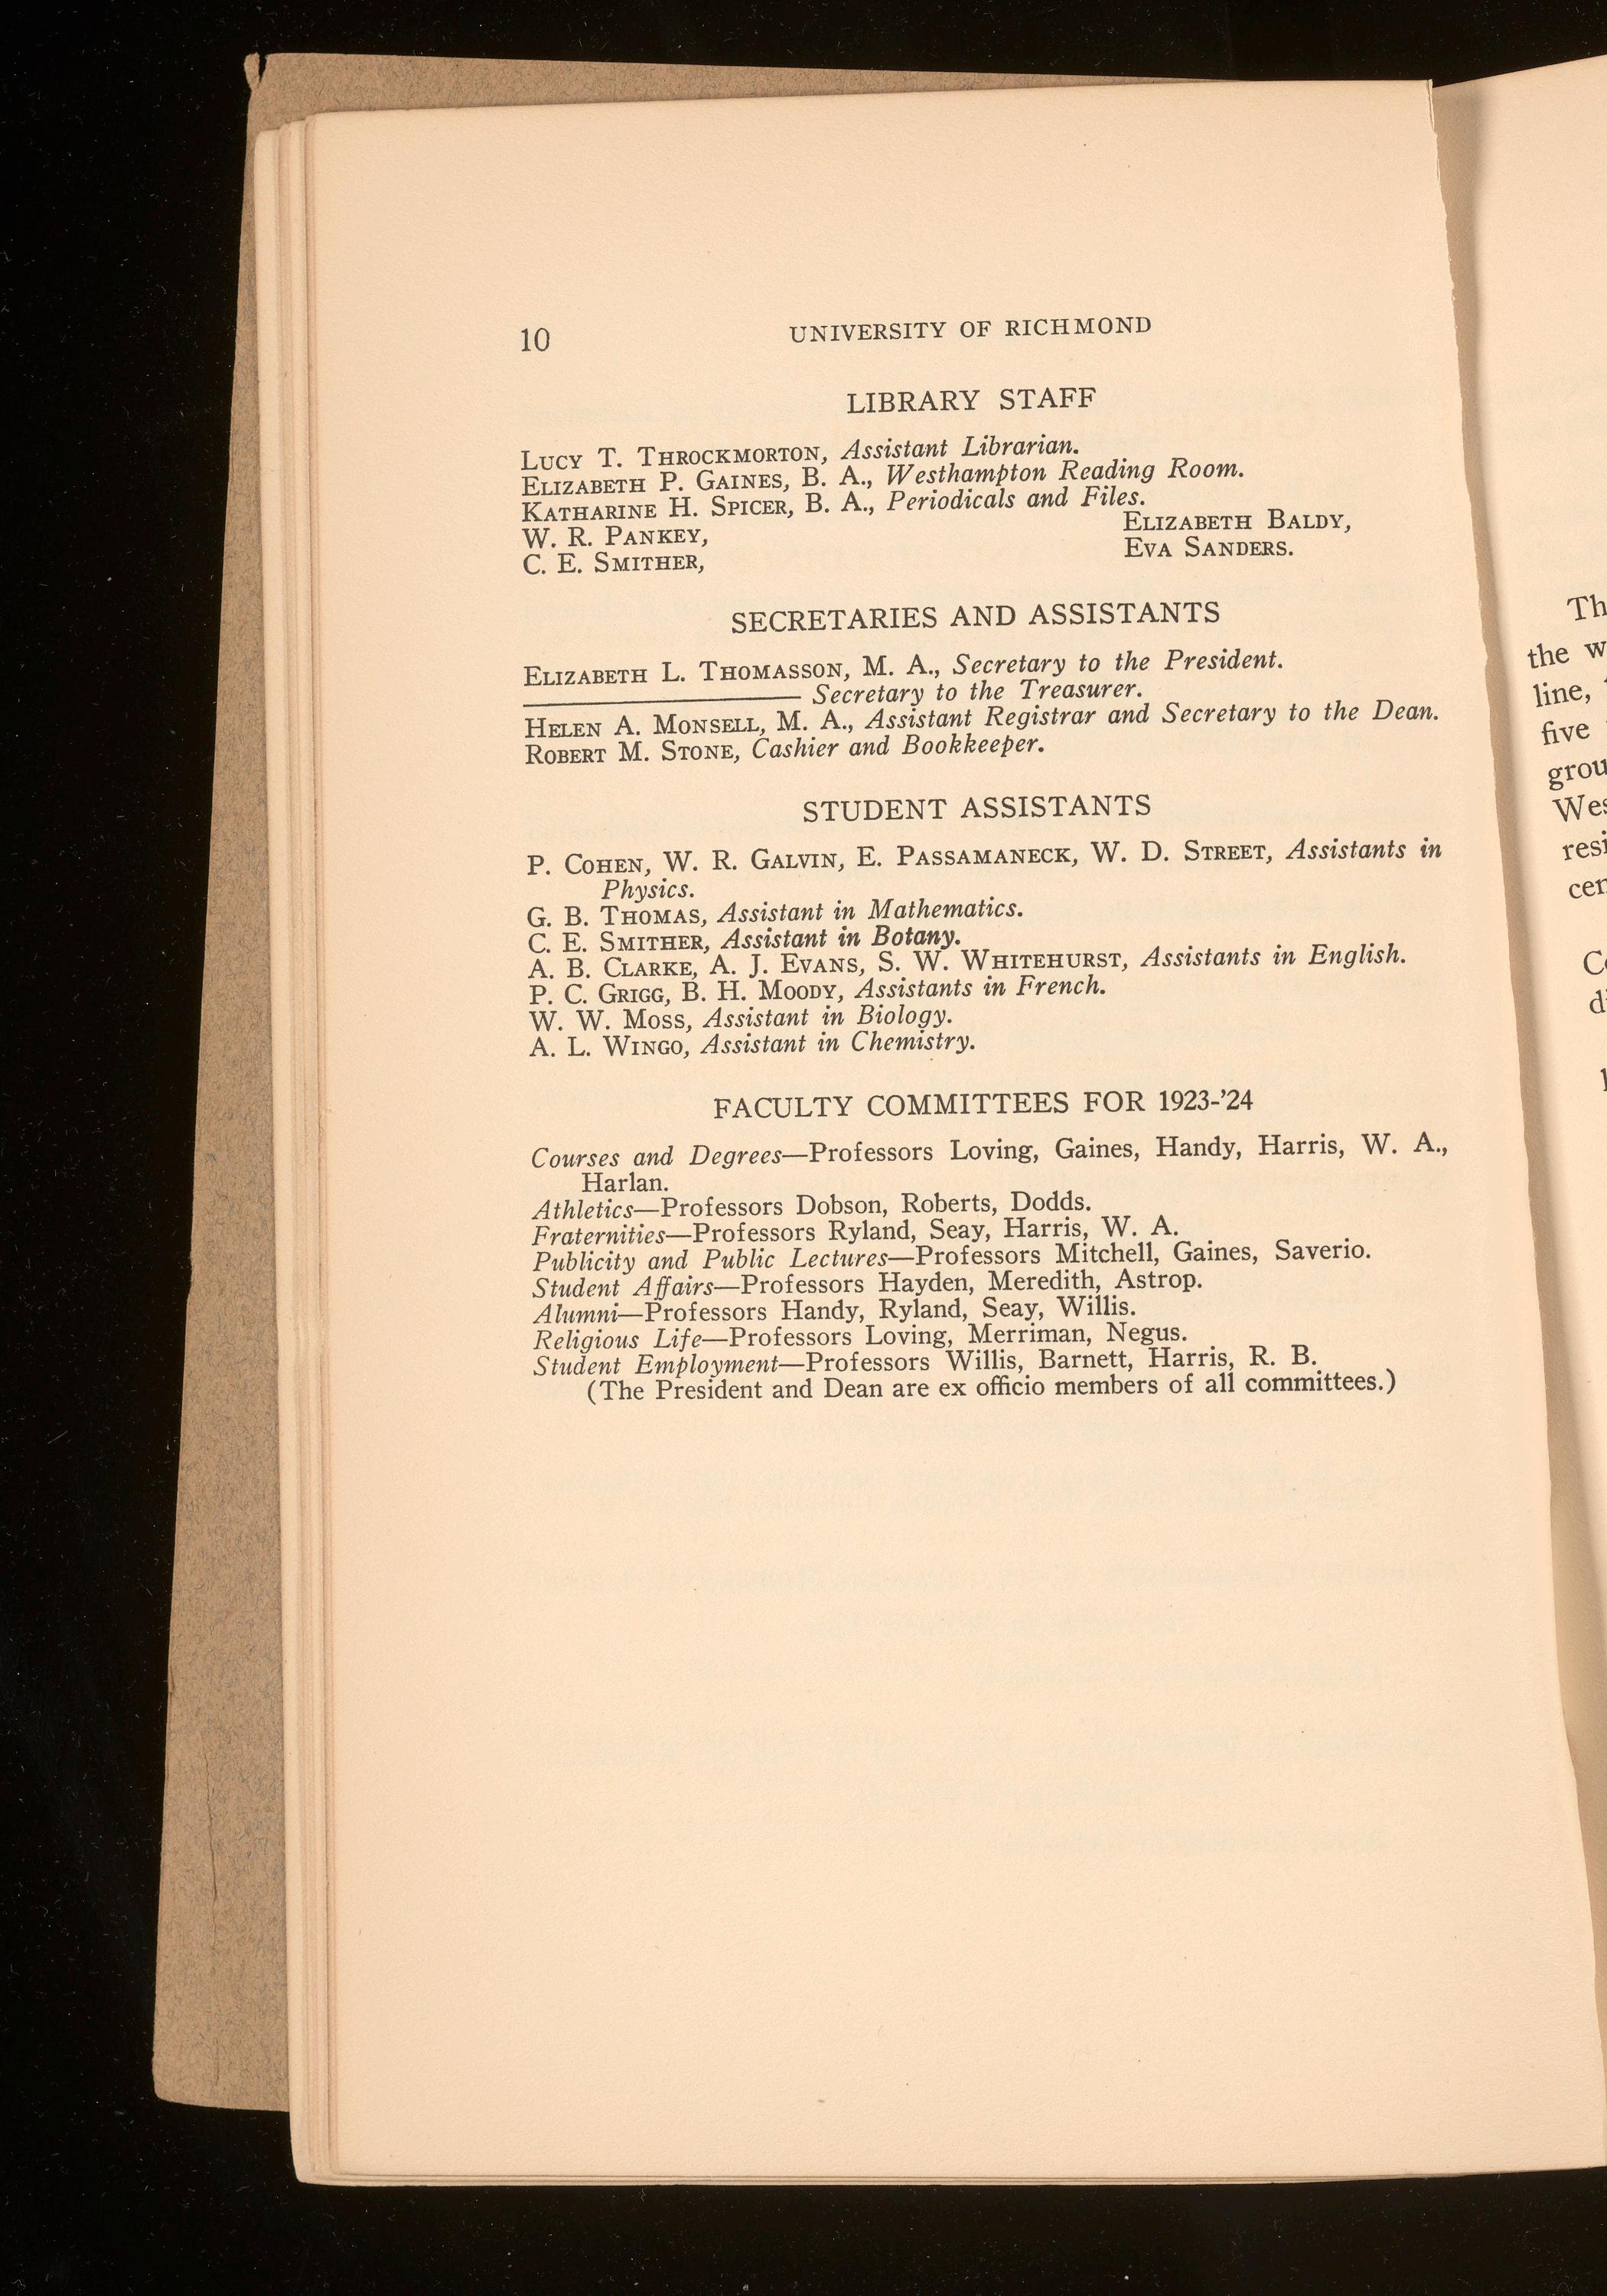 10 UNIVERSITY OF RICHMOND
LIBRARY STAFF
LUCY T. THROCKMORTON, Assistant Librarian.
ELIZABETH P. GAINES, B. A., Westhampton Reading Room.
KATHARINE H. SPICER, B. A., Periodicals and Files.
W. R. PANKEY, ELIZABETH BALDY,
C. E. SMITHER, EVA SANDERS.
SECRETARIES AND ASSISTANTS
ELIZABETH L. THOMASSON, M. A., Secretary to the President.
Secretary to the Treasurer.
HELEN A. MONSELL, M. A., Assistant Registrar and Secretary to the Dean.
ROBERT M. STONE, Cashier and Bookkeeper.
STUDENT ASSISTANTS
P. COHEN, W. R. GALVIN, E. PASSAMANECK, W. D. STREET, Assistants in
Physics.
G. B. THOMAS, Assistant in Mathematics.
C. E. SMITHER, Assistant in Botany.
A. B. CLARKE, A. J. EVANS, S. W. WHITEHURST, Assistants in English.
P. C. GRIGG, B. H. MOODY, Assistants in French.
W. W. MOSS, Assistant in Biology.
A. L. WINGO, Assistant in Chemistry.
FACULTY COMMITTEES FOR 1923-'24
Courses and Degrees—Professors Loving, Gaines, Handy, Harris, W. A.,
Harlan.
Athletics—Professors Dobson, Roberts, Dodds.
Fraternities—Professors Ryland, Seay, Harris, W. A.
Publicity and Public Lectures—Professors Mitchell, Gaines, Saverio.
Student Affairs—Professors Hayden, Meredith, Astrop.
Alumni—Professors Handy, Ryland, Seay, Willis.
Religious Life—Professors Loving, Merriman, Negus.
Student Employment—Professors Willis, Barnett, Harris, R. B.
(The President and Dean are ex officio members of all committees.)
the
line,
five